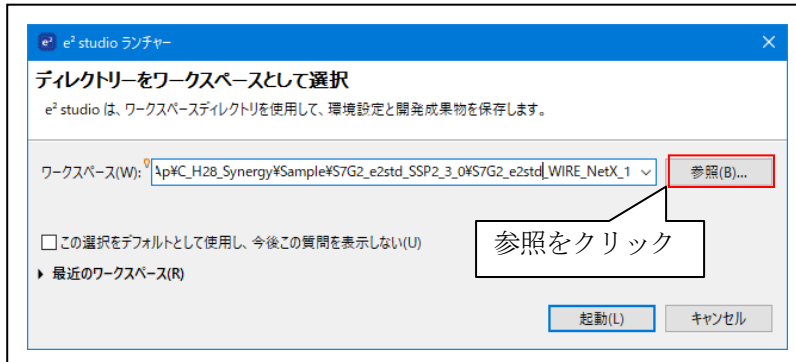 e² studio ランチャー
ディレクトリーをワークスペースとして選択
e² studio は、ワークスペースディレクトリを使用して、環境設定と開発成果物を保存します。
ワークスペース(W): Ap¥C_H28_Synergy¥Sample¥S7G2_e2std_SSP2_3_0¥S7G2_e2std_WIRE_NetX_1 参照(B)...
参照をクリック
この選択をデフォルトとして使用し、今後この質問を表示しない(U)
最近のワークスペース(R)
起動(L) キャンセル